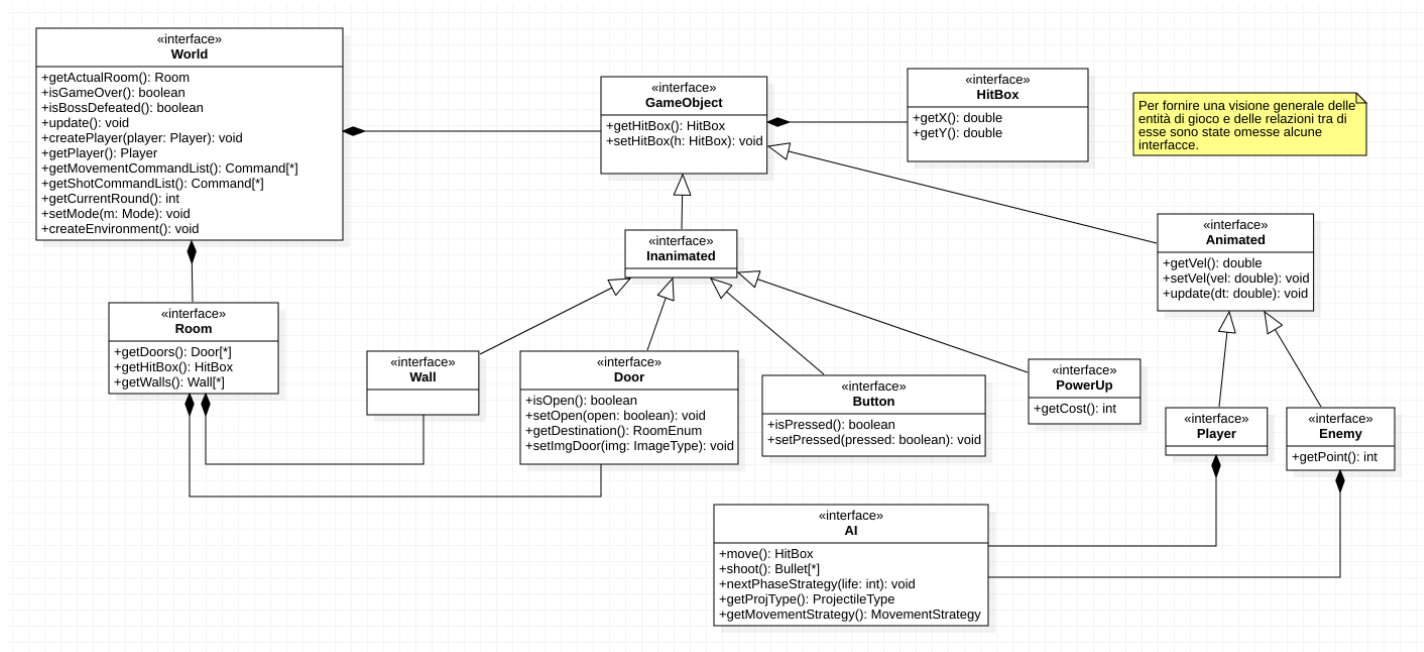 «interface»
World
+getActualRoom(): Room
+isGameOver(): boolean
+isBossDefeated(): boolean
+update(): void
+createPlayer(player: Player): void
+getPlayer(): Player
+getMovementCommandList(): Command[*]
+getShotCommandList(): Command[*]
+getCurrentRound(): int
+setMode(m: Mode): void
+createEnvironment(): void
«interface»
GameObject
+getHitBox(): HitBox
+setHitBox(h: HitBox): void
«interface»
HitBox
+getX(): double
+getY(): double
Per fornire una visione generale delle
entità di gioco e delle relazioni tra di
esse sono state omesse alcune
interfacce.
«interface»
Inanimated
«interface»
Animated
+getVel(): double
+setVel(vel: double): void
+update(dt: double): void
«interface»
Room
+getDoors(): Door[*]
+getHitBox(): HitBox
+getWalls(): Wall[*]
«interface»
Wall
«interface»
Door
+isOpen(): boolean
+setOpen(open: boolean): void
+getDestination(): RoomEnum
+setImgDoor(img: ImageType): void
«interface»
Button
+isPressed(): boolean
+setPressed(pressed: boolean): void
«interface»
PowerUp
+getCost(): int
«interface»
Player
«interface»
Enemy
+getPoint(): int
«interface»
AI
+move(): HitBox
+shoot(): Bullet[*]
+nextPhaseStrategy(life: int): void
+getProjType(): ProjectileType
+getMovementStrategy(): MovementStrategy